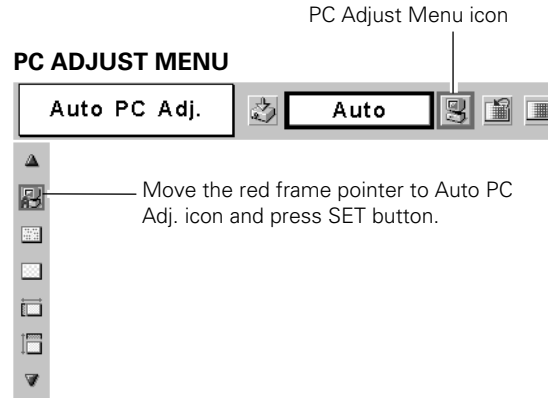 PC Adjust Menu icon
PC ADJUST MENU
Auto PC Adj.
Auto
Move the red frame pointer to Auto PC
Adj. icon and press SET button.